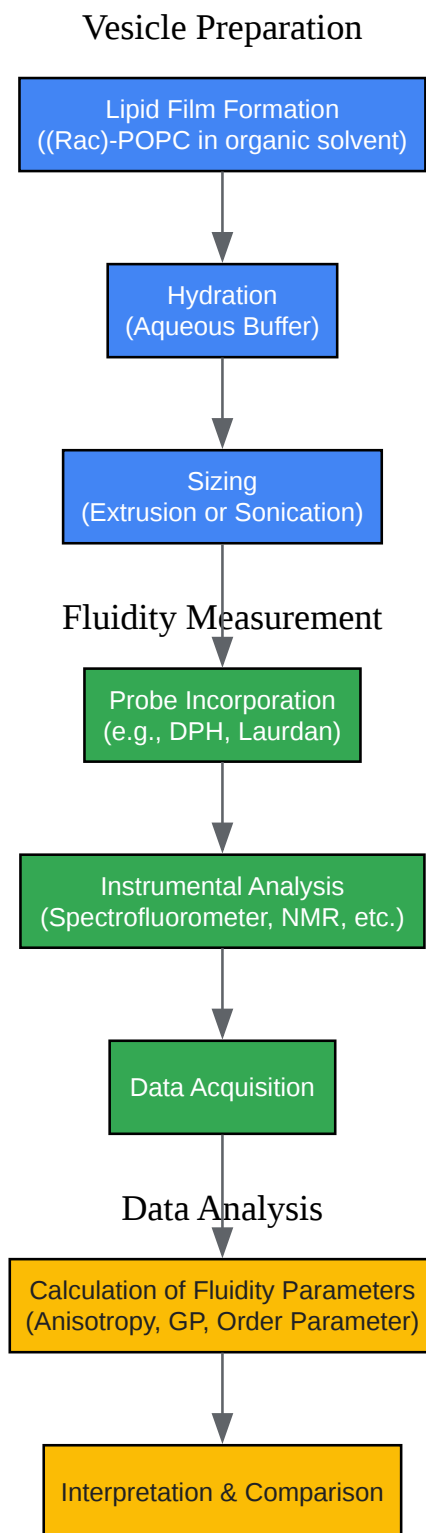 Vesicle Preparation
Lipid Film Formation
((Rac)-POPC in organic solvent)
Hydration
(Aqueous Buffer)
Sizing
(Extrusion or Sonication)
Fluidity Measurement
Probe Incorporation
(e.g., DPH, Laurdan)
Instrumental Analysis
(Spectrofluorometer, NMR, etc.)
Data Acquisition
Data Analysis
Calculation of Fluidity Parameters
(Anisotropy, GP, Order Parameter)
Interpretation & Comparison